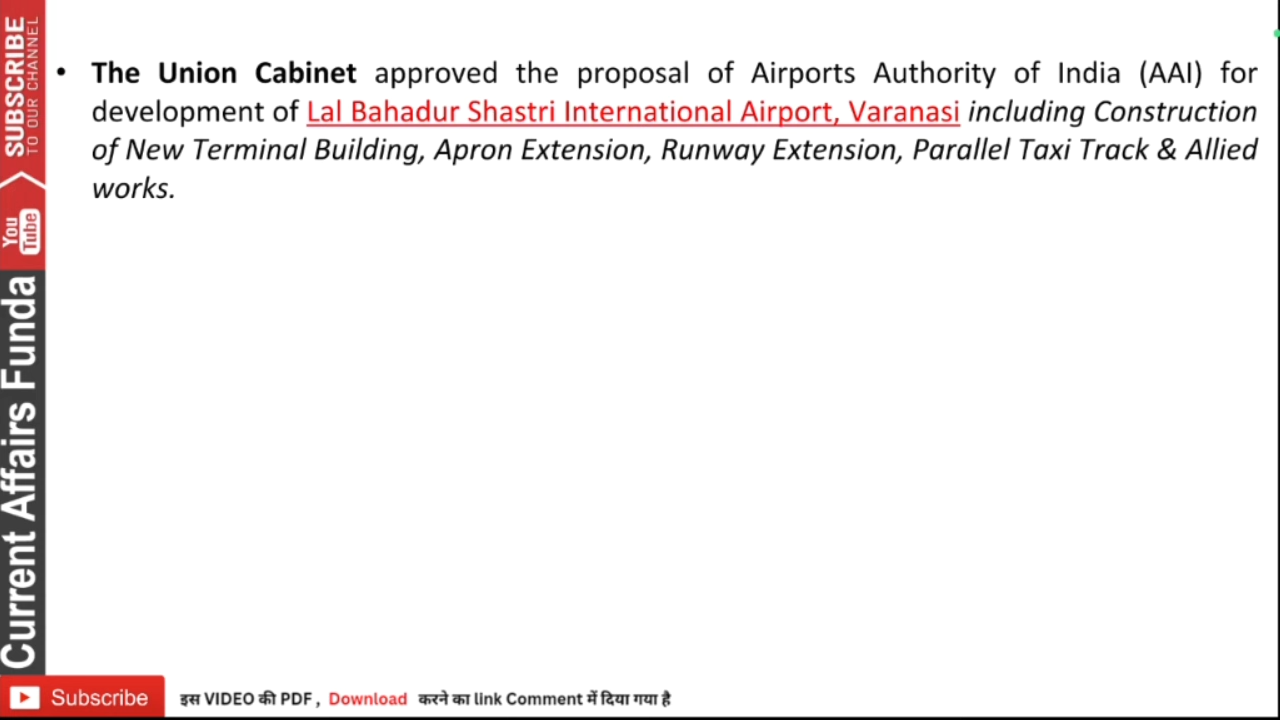 • The Union Cabinet approved the proposal of Airports Authority of India (AAI) for
development of Lal Bahadur Shastri International Airport, Varanasi including Construction
of New Terminal Building, Apron Extension, Runway Extension, Parallel Taxi Track & Allied
works.
SUBSCRIBE
TO OUR CHANNEL
You
Tube
Current Affairs Funda
Subscribe
इस VIDEO की PDF , Download करने का link Comment में दिया गया है